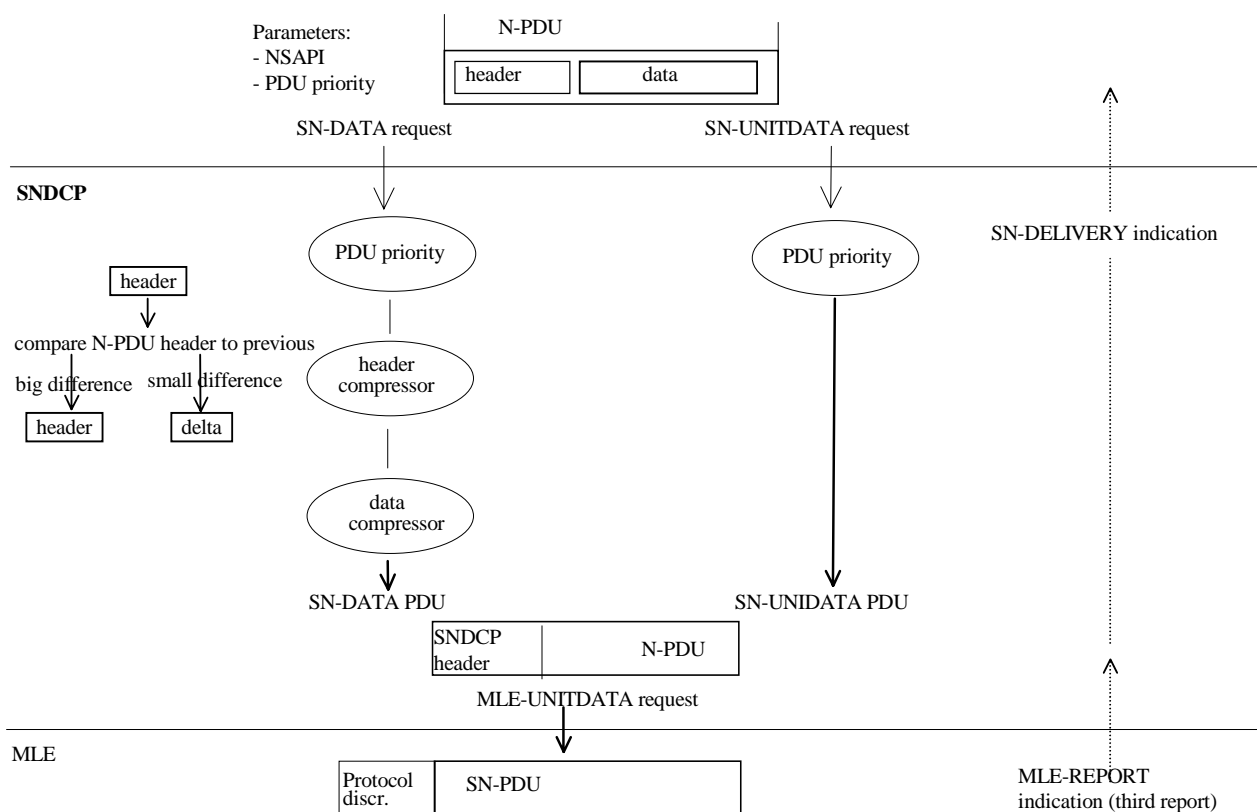 Parameters:
- NSAPI
- PDU priority
N-PDU
header
data
SN-DATA request
SN-UNITDATA request
SNDCP
PDU priority
PDU priority
SN-DELIVERY indication
header
compare N-PDU header to previous
big difference
small difference
header
delta
header
compressor
data
compressor
SN-DATA PDU
SN-UNIDATA PDU
SNDCP
header
N-PDU
MLE-UNITDATA request
MLE
Protocol
discr.
SN-PDU
MLE-REPORT
indication (third report)